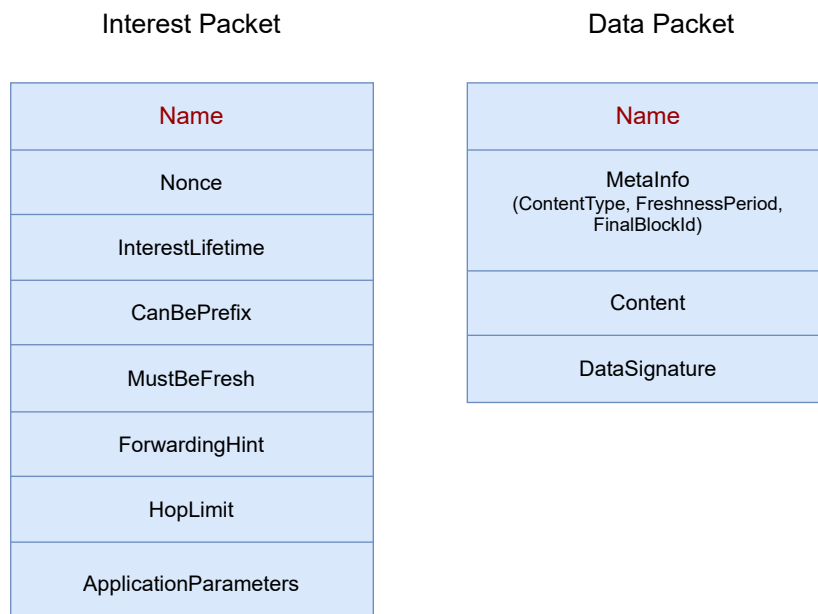 Interest Packet
Name
Nonce
InterestLifetime
CanBePrefix
MustBeFresh
ForwardingHint
HopLimit
ApplicationParameters
Data Packet
Name
MetaInfo
(ContentType, FreshnessPeriod,
FinalBlockId)
Content
DataSignature